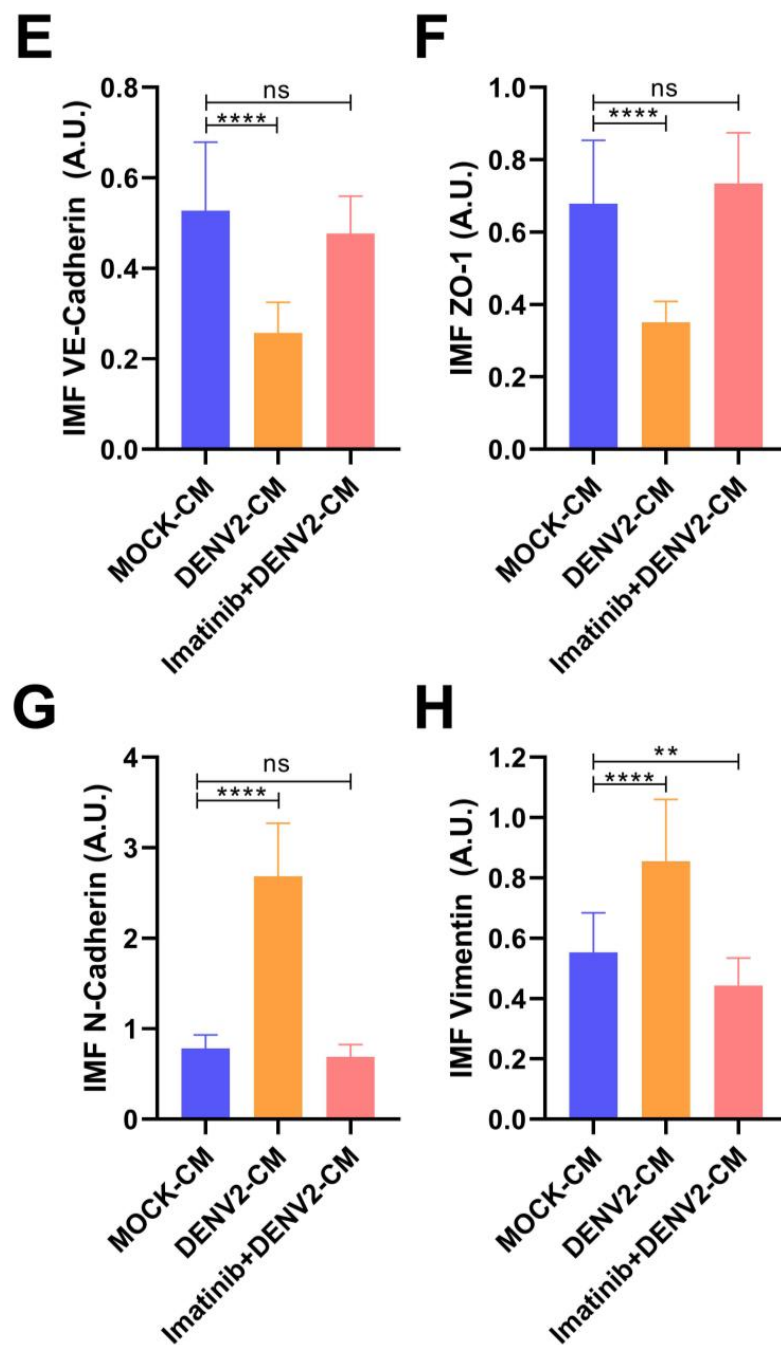 E
F
ns
****
IMF VE-Cadherin (A.U.)
0.8
0.6
0.4
0.2
0.0
MOCK-CM
DENV2-CM
Imatinib+DENV2-CM
ns
****
IMF ZO-1 (A.U.)
1.0
0.8
0.6
0.4
0.2
0.0
MOCK-CM
DENV2-CM
Imatinib+DENV2-CM
G
H
ns
****
IMF N-Cadherin (A.U.)
4
3
2
1
0
MOCK-CM
DENV2-CM
Imatinib+DENV2-CM
**
****
IMF Vimentin (A.U.)
1.2
1.0
0.8
0.6
0.4
0.2
0.0
MOCK-CM
DENV2-CM
Imatinib+DENV2-CM